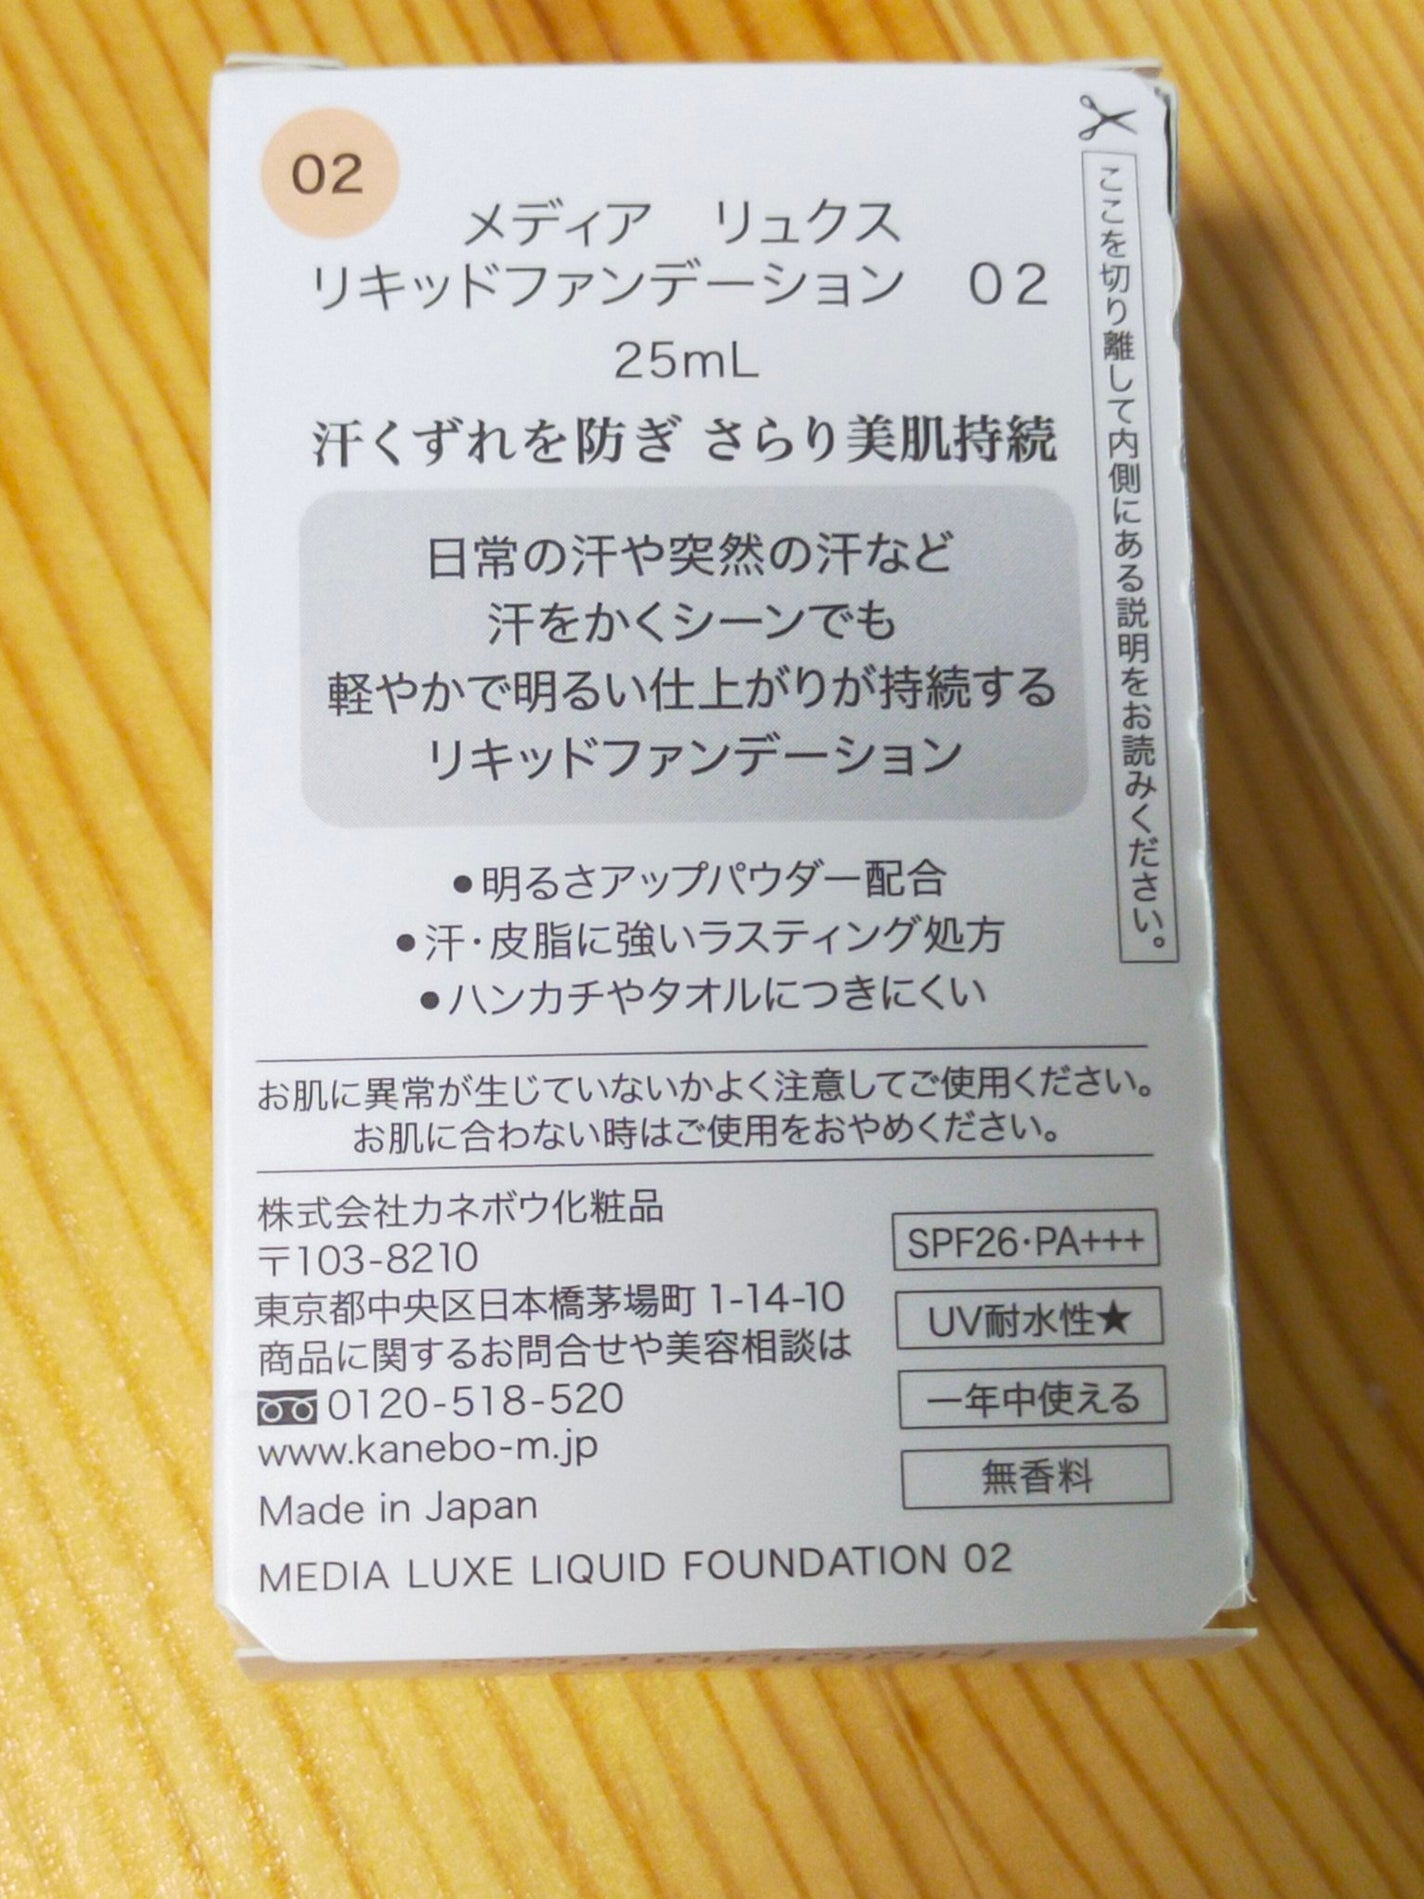 02
メディア　リュクス
リキッドファンデーション　02
25mL
汗くずれを防ぎ さらり美肌持続
日常の汗や突然の汗など
汗をかくシーンでも
軽やかで明るい仕上がりが持続する
リキッドファンデーション
●明るさアップパウダー配合
●汗・皮脂に強いラスティング処方
●ハンカチやタオルにつきにくい
お肌に異常が生じていないかよく注意してご使用ください。
お肌に合わない時はご使用をおやめください。
株式会社カネボウ化粧品
〒103-8210
東京都中央区日本橋茅場町 1-14-10
商品に関するお問合せや美容相談は
0120-518-520
www.kanebo-m.jp
Made in Japan
MEDIA LUXE LIQUID FOUNDATION 02
SPF26・PA+++
UV耐水性★
一年中使える
無香料
ここを切り離して内側にある説明をお読みください。